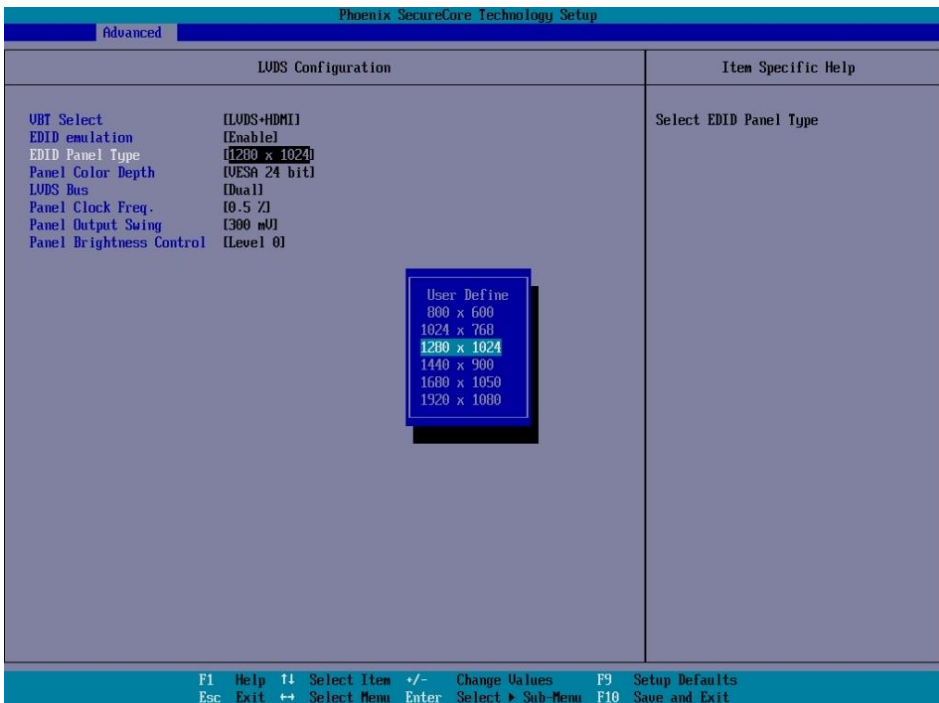 Phoenix SecureCore Technology Setup
Advanced
LVDS Configuration
Item Specific Help
VBT Select [LVDS+HDMI]
EDID emulation [Enable]
EDID Panel Type [1280 x 1024]
Panel Color Depth [VESA 24 bit]
LVDS Bus [Dual]
Panel Clock Freq. [0.5 %]
Panel Output Swing [300 mV]
Panel Brightness Control [Level 0]
Select EDID Panel Type
User Define
800 x 600
1024 x 768
1280 x 1024
1440 x 900
1680 x 1050
1920 x 1080
F1 Help ↑↓ Select Item +/- Change Values F9 Setup Defaults
Esc Exit ↔ Select Menu Enter Select ▶ Sub-Menu F10 Save and Exit